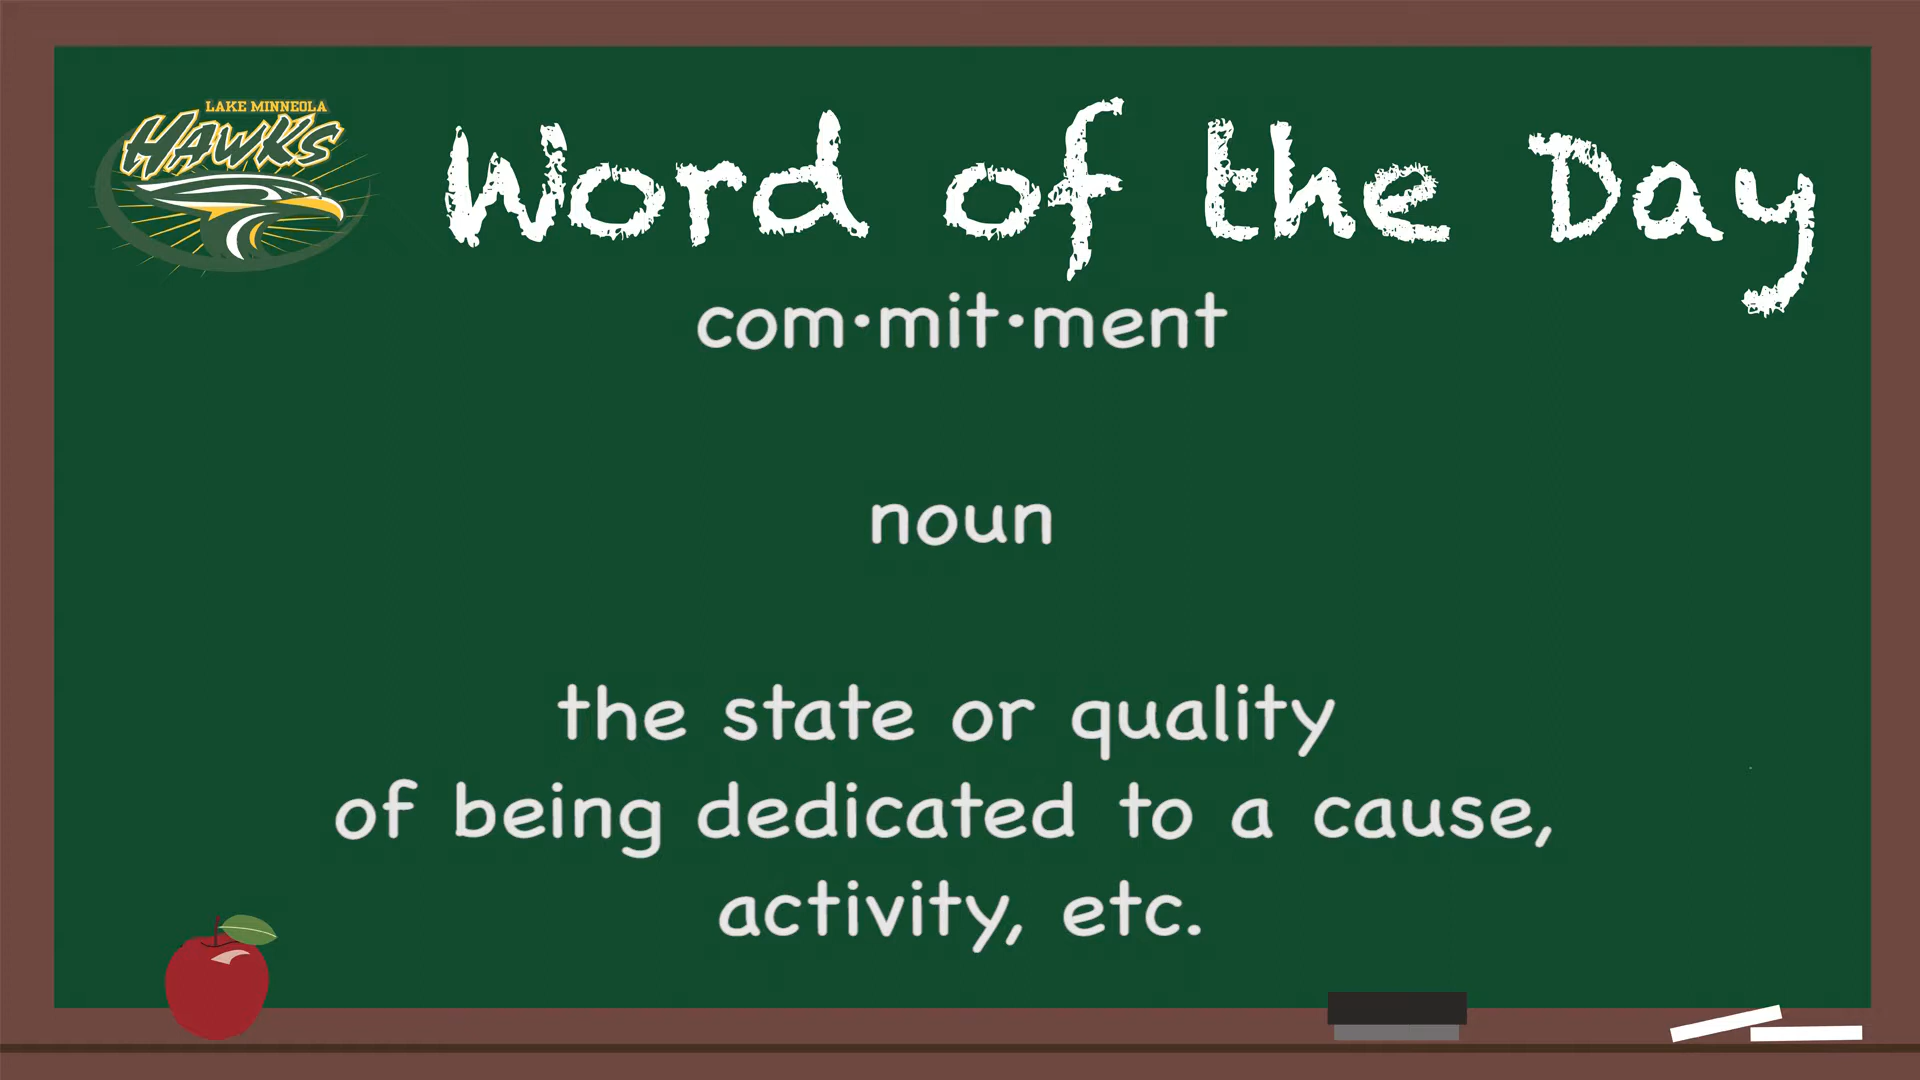 LAKE MINNEOLA
HAWKS
Word of the Day
com•mit•ment
noun
the state or quality
of being dedicated to a cause,
activity, etc.